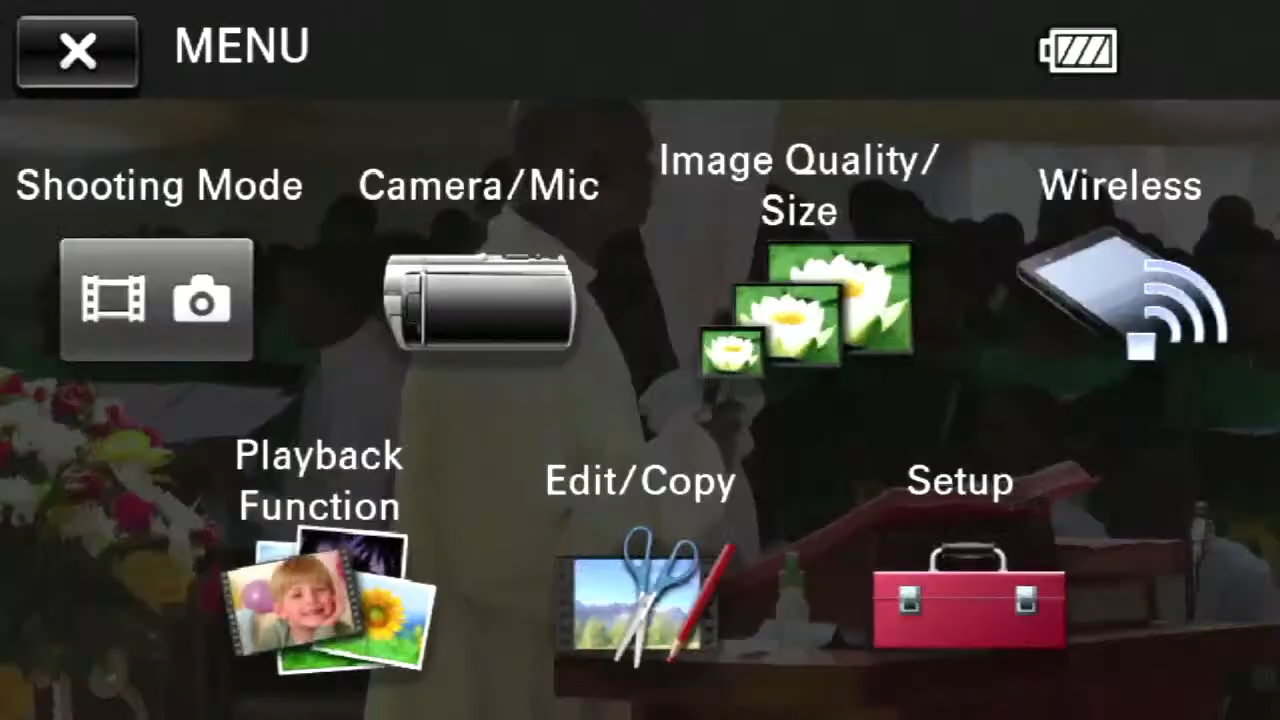 MENU
Shooting Mode
Camera/Mic
Image Quality/
Size
Wireless
Playback
Function
Edit/Copy
Setup